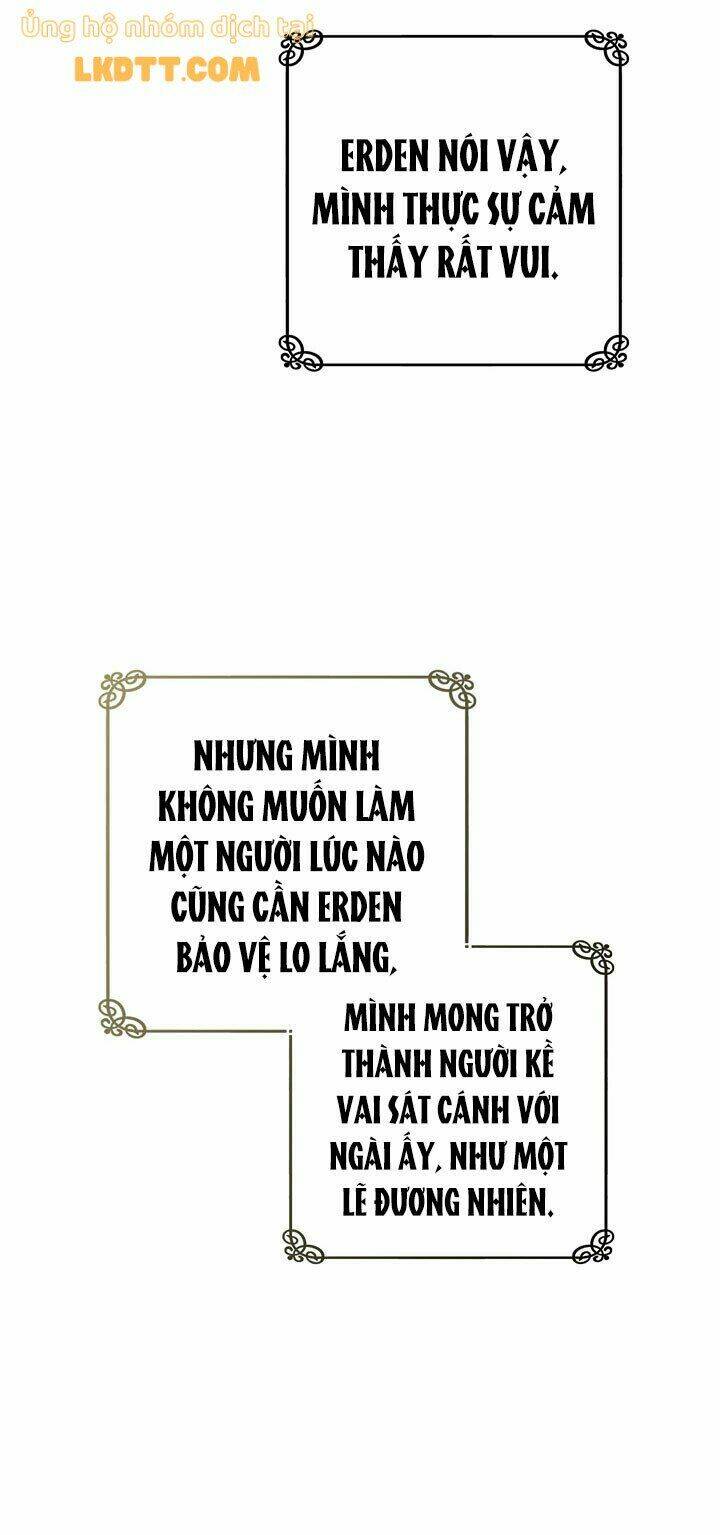 Ủng hộ nhóm dịch tại
LKDTT.COM
ERDEN NÓI VẬY,
MÌNH THỰC SỰ CẢM
THẤY RẤT VUI.
NHƯNG MÌNH
KHÔNG MUỐN LÀM
MỘT NGƯỜI LÚC NÀO
CŨNG CẦN ERDEN
BẢO VỆ LO LẮNG,
MÌNH MONG TRỞ
THÀNH NGƯỜI KỀ
VAI SÁT CÁNH VỚI
NGÀI ẤY, NHƯ MỘT
LẼ ĐƯƠNG NHIÊN.